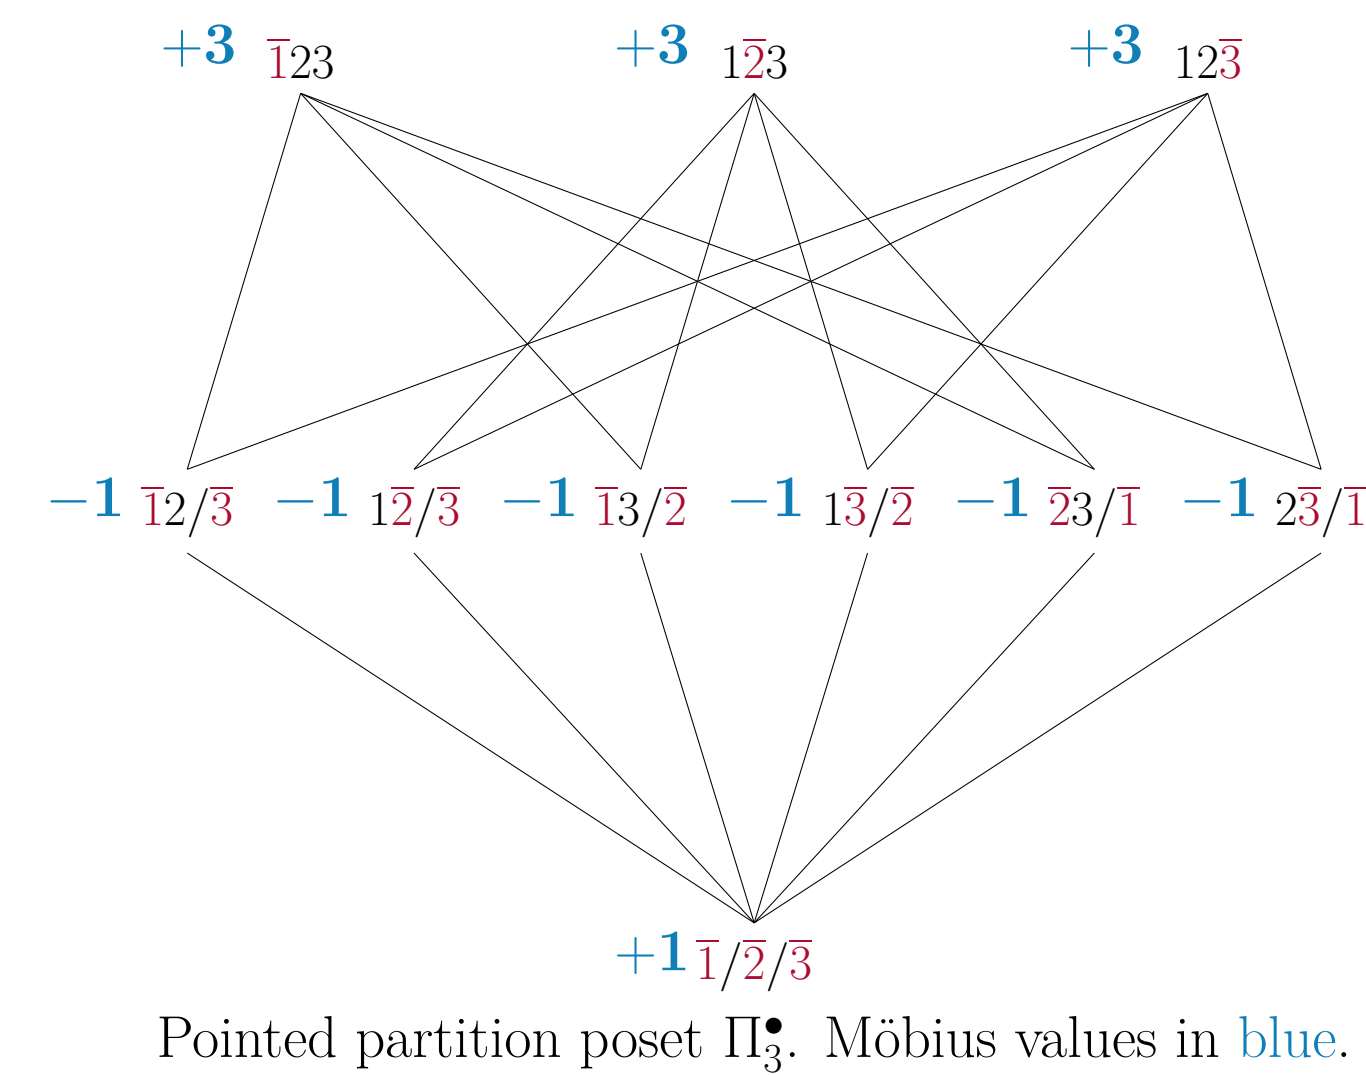 +3 1̅23 +3 12̅3 +3 123̅
−1 1̅2/3̅ −1 12̅/3̅ −1 1̅3/2̅ −1 13̅/2̅ −1 2̅3/1̅ −1 23̅/1̅
+1 1̅/2̅/3̅
Pointed partition poset Π₃•. Möbius values in blue.